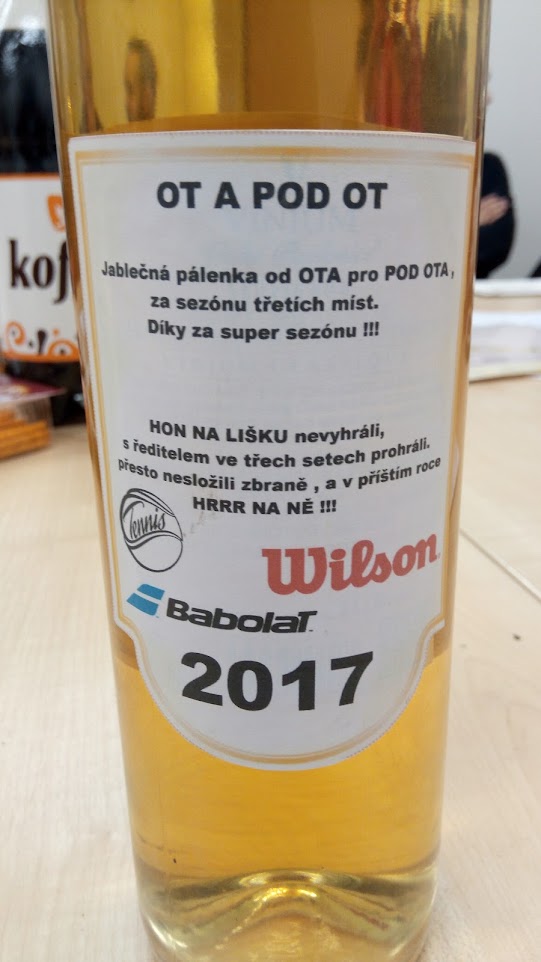 OT A POD OT
kof
Jablečná pálenka od OTA pro POD OTA,
za sezónu třetích míst.
Díky za super sezónu !!!
HON NA LIŠKU nevyhráli,
s ředitelem ve třech setech prohráli.
přesto nesložili zbraně , a v příštím roce
HRRR NA NĚ !!!
Tennis
Wilson
BabolaT
2017